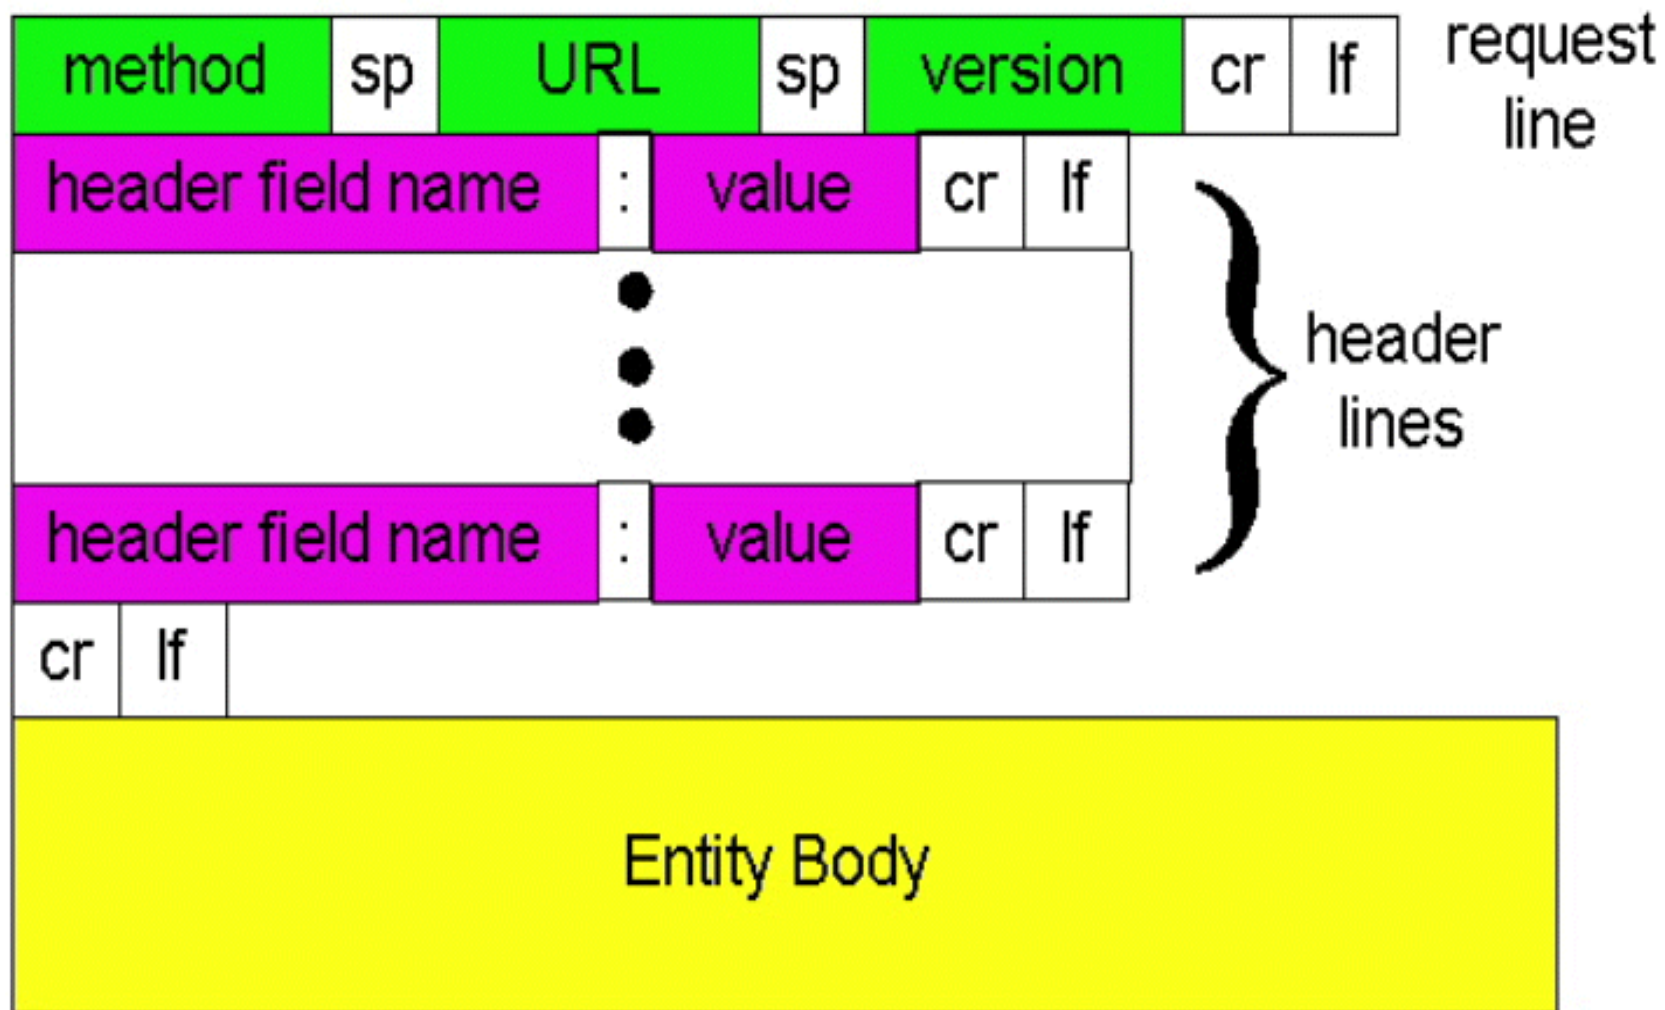 method sp URL sp version cr lf
request
line
header field name : value cr lf
header
lines
header field name : value cr lf
cr lf
Entity Body